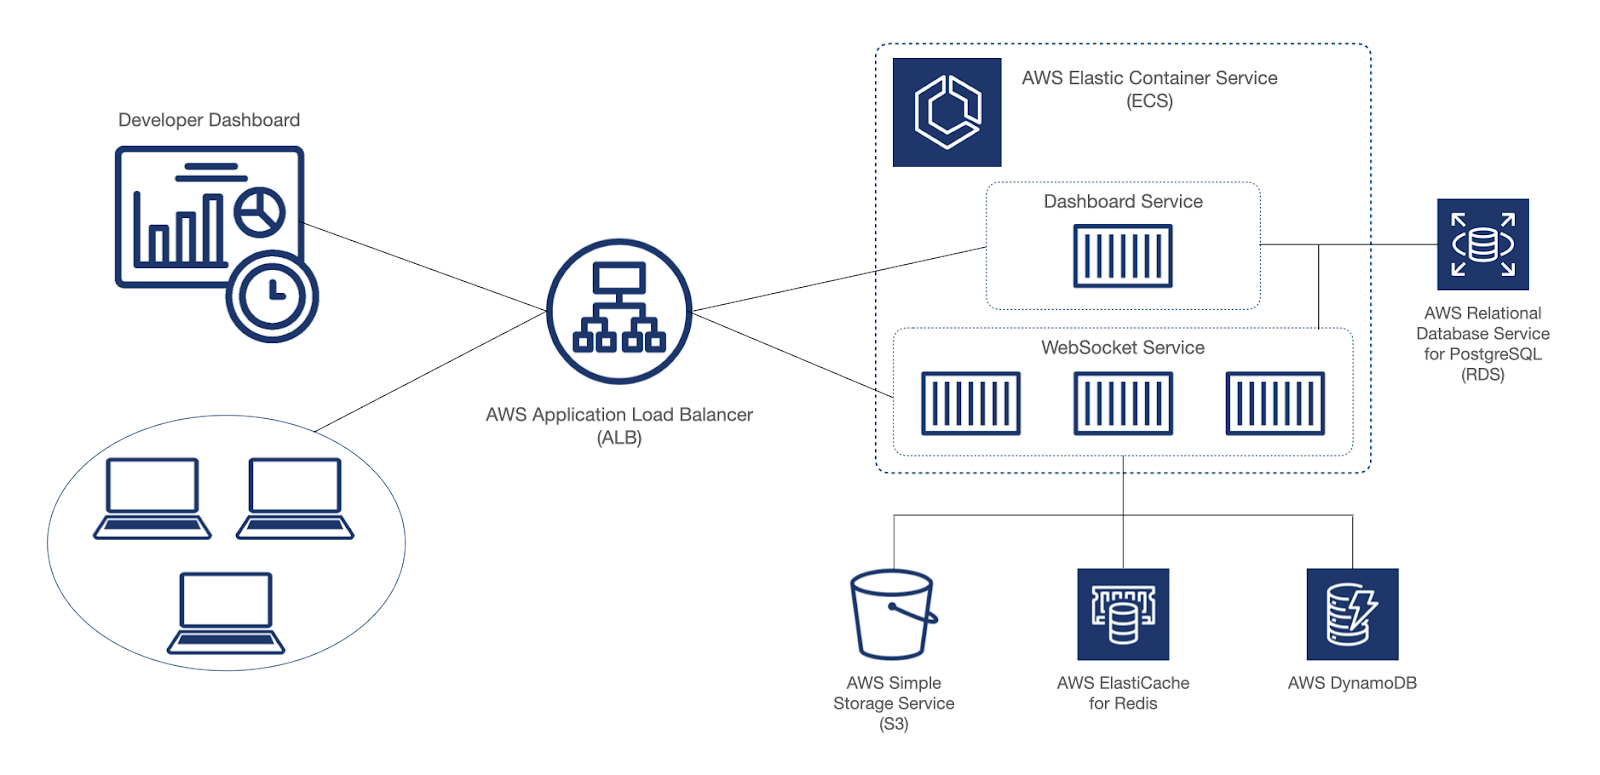 Developer Dashboard
AWS Application Load Balancer
(ALB)
AWS Elastic Container Service
(ECS)
Dashboard Service
WebSocket Service
AWS Relational
Database Service
for PostgreSQL
(RDS)
AWS Simple
Storage Service
(S3)
AWS ElastiCache
for Redis
AWS DynamoDB